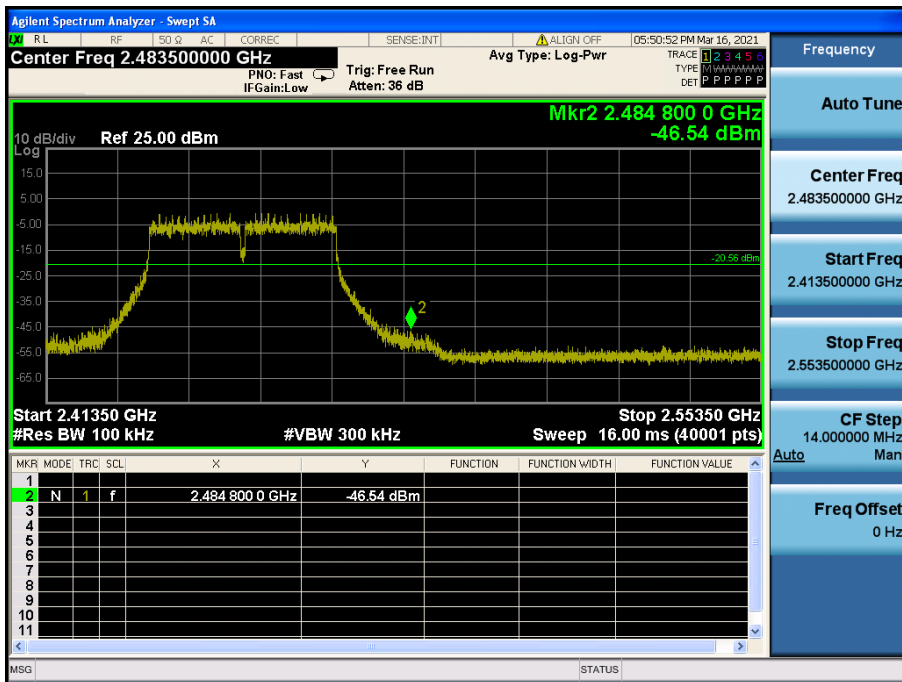 Agilent Spectrum Analyzer - Swept SA
LXI RL RF 50 Ω AC CORREC SENSE:INT ALIGN OFF 05:50:52 PM Mar 16, 2021
Center Freq 2.483500000 GHz
PNO: Fast
IFGain:Low
Trig: Free Run
Atten: 36 dB
Avg Type: Log-Pwr
TRACE 1 2 3 4 5 6
TYPE M W W W W W
DET P P P P P P
Mkr2 2.484 800 0 GHz
-46.54 dBm
10 dB/div Ref 25.00 dBm
Log
15.0
5.00
-5.00
-15.0
-20.56 dBm
-25.0
-35.0
2
-45.0
-55.0
-65.0
Start 2.41350 GHz Stop 2.55350 GHz
#Res BW 100 kHz #VBW 300 kHz Sweep 16.00 ms (40001 pts)
MKR MODE TRC SCL X Y FUNCTION FUNCTION WIDTH FUNCTION VALUE
1
2 N 1 f 2.484 800 0 GHz -46.54 dBm
3
4
5
6
7
8
9
10
11
MSG STATUS
Frequency
Auto Tune
Center Freq
2.483500000 GHz
Start Freq
2.413500000 GHz
Stop Freq
2.553500000 GHz
CF Step
14.000000 MHz
Auto Man
Freq Offset
0 Hz